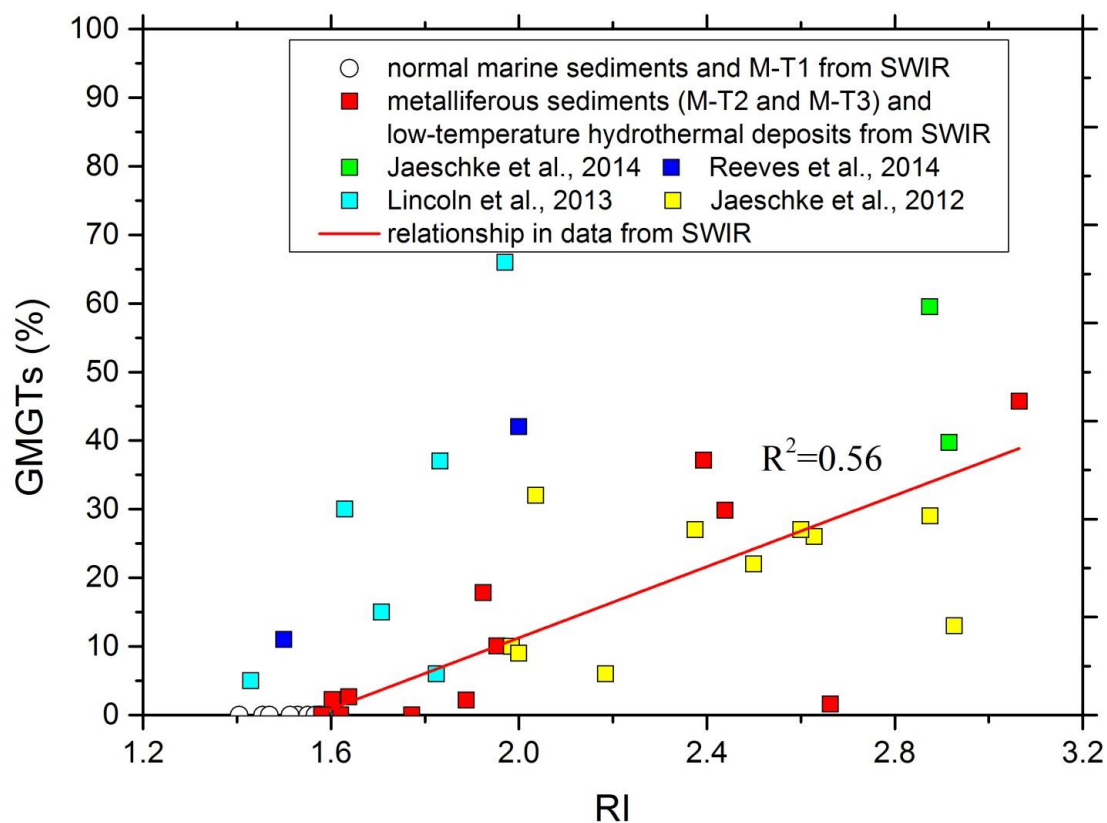 100
90
80
70
60
50
40
30
20
10
0
GMGTs (%)
normal marine sediments and M-T1 from SWIR
metalliferous sediments (M-T2 and M-T3) and
low-temperature hydrothermal deposits from SWIR
Jaeschke et al., 2014 Reeves et al., 2014
Lincoln et al., 2013 Jaeschke et al., 2012
relationship in data from SWIR
R²=0.56
1.2 1.6 2.0 2.4 2.8 3.2
RI